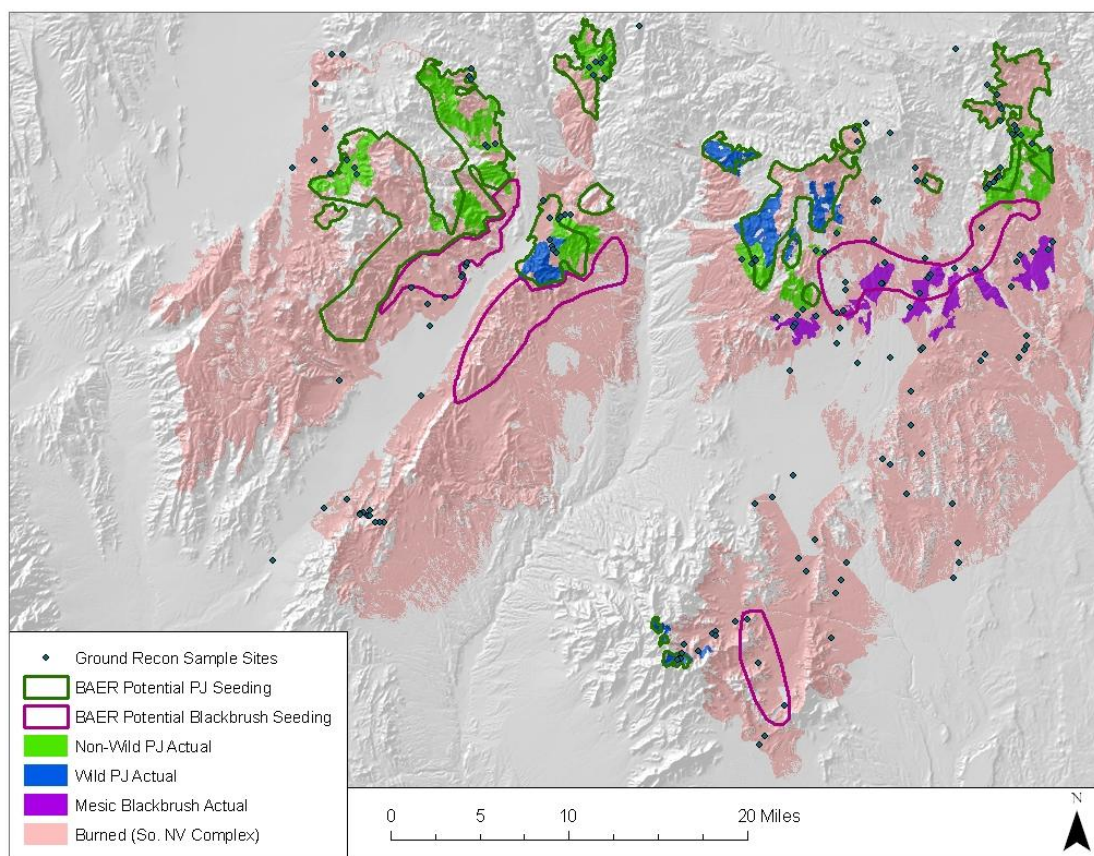 Ground Recon Sample Sites
BAER Potential PJ Seeding
BAER Potential Blackbrush Seeding
Non-Wild PJ Actual
Wild PJ Actual
Mesic Blackbrush Actual
Burned (So. NV Complex)
0 5 10 20 Miles
N